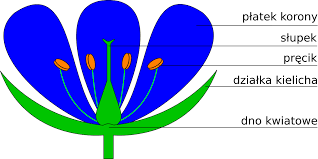 płatek korony
słupek
pręcik
działka kielicha
dno kwiatowe